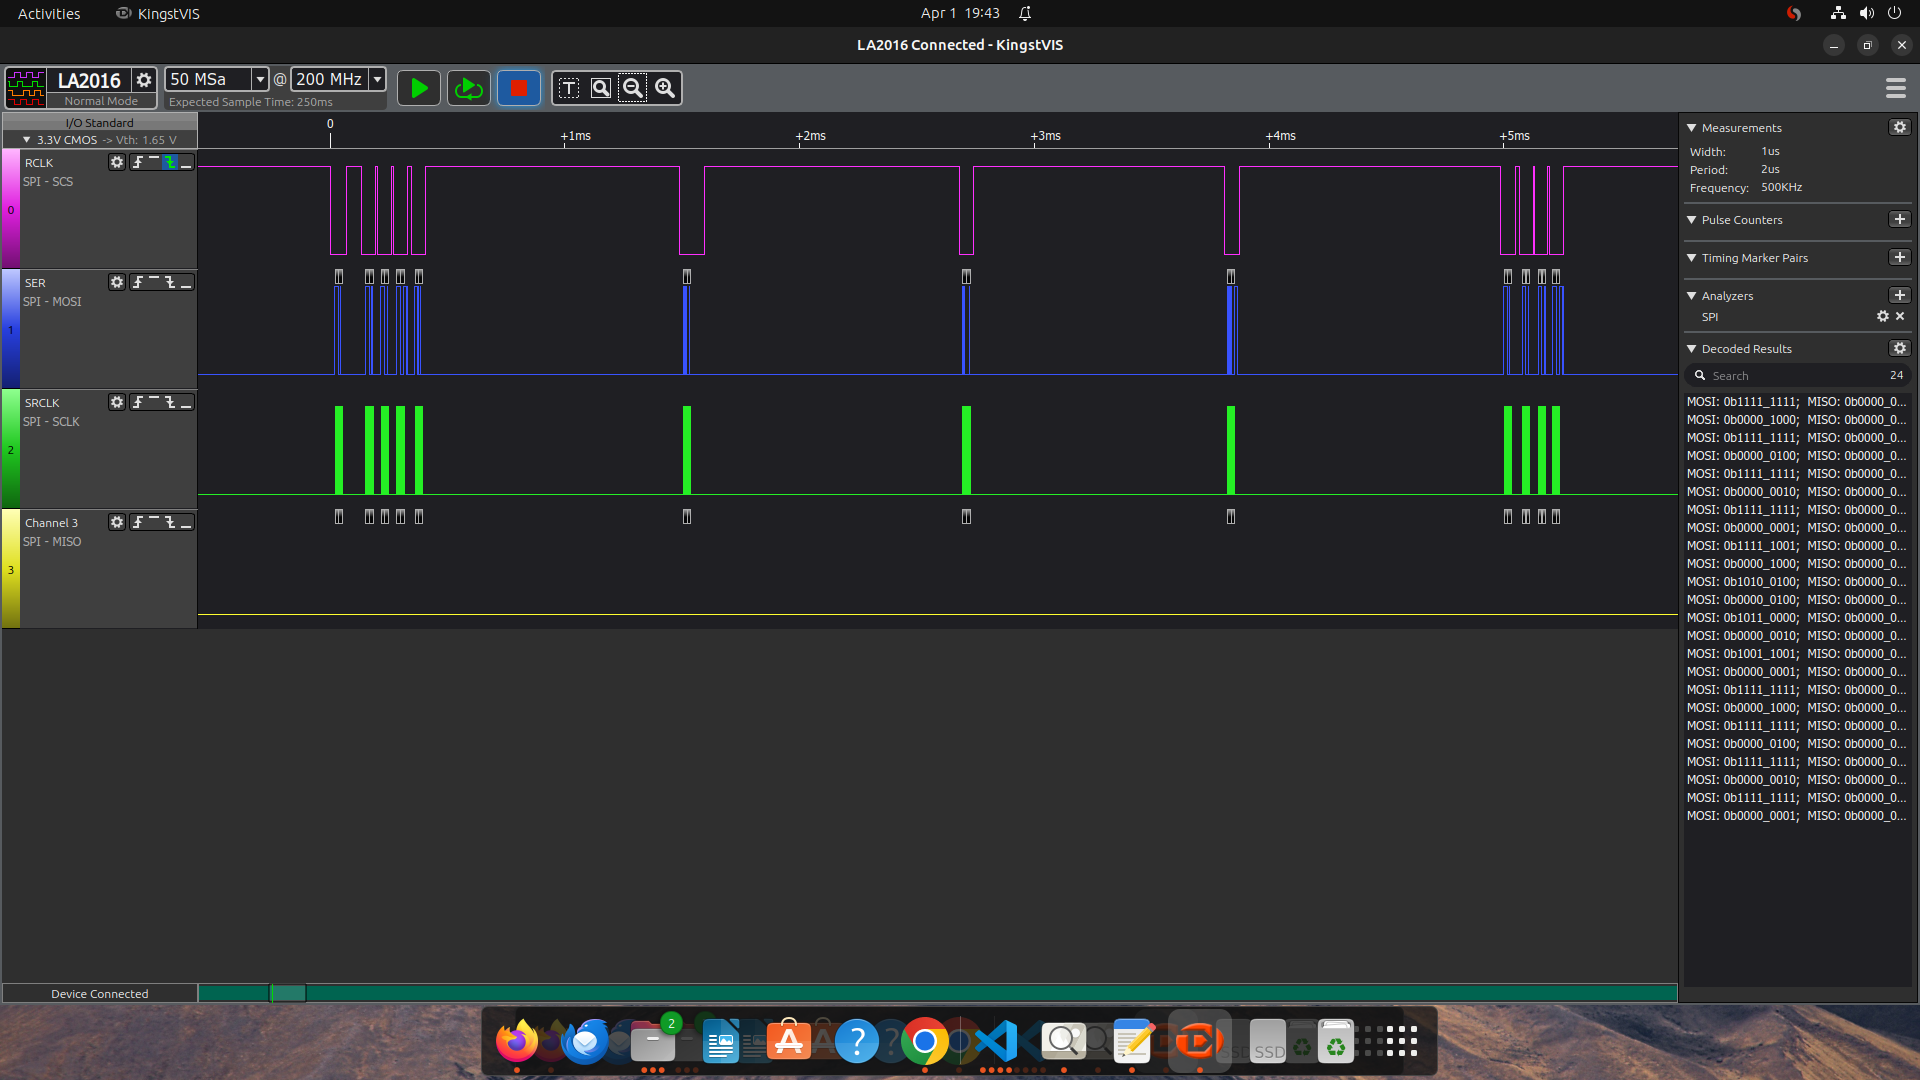 Activities
KingstVIS
Apr 1 19:43
LA2016 Connected - KingstVIS
LA2016
Normal Mode
50 MSa
@
200 MHz
Expected Sample Time: 250ms
T
I/O Standard
3.3V CMOS -> Vth: 1.65 V
0
+1ms
+2ms
+3ms
+4ms
+5ms
RCLK
SPI - SCS
0
SER
SPI - MOSI
1
SRCLK
SPI - SCLK
2
Channel 3
SPI - MISO
3
Measurements
Width: 1us
Period: 2us
Frequency: 500KHz
Pulse Counters
Timing Marker Pairs
Analyzers
SPI
Decoded Results
Search
24
MOSI: 0b1111_1111; MISO: 0b0000_0...
MOSI: 0b0000_1000; MISO: 0b0000_0...
MOSI: 0b1111_1111; MISO: 0b0000_0...
MOSI: 0b0000_0100; MISO: 0b0000_0...
MOSI: 0b1111_1111; MISO: 0b0000_0...
MOSI: 0b0000_0010; MISO: 0b0000_0...
MOSI: 0b1111_1111; MISO: 0b0000_0...
MOSI: 0b0000_0001; MISO: 0b0000_0...
MOSI: 0b1111_1001; MISO: 0b0000_0...
MOSI: 0b0000_1000; MISO: 0b0000_0...
MOSI: 0b1010_0100; MISO: 0b0000_0...
MOSI: 0b0000_0100; MISO: 0b0000_0...
MOSI: 0b1011_0000; MISO: 0b0000_0...
MOSI: 0b0000_0010; MISO: 0b0000_0...
MOSI: 0b1001_1001; MISO: 0b0000_0...
MOSI: 0b0000_0001; MISO: 0b0000_0...
MOSI: 0b1111_1111; MISO: 0b0000_0...
MOSI: 0b0000_1000; MISO: 0b0000_0...
MOSI: 0b1111_1111; MISO: 0b0000_0...
MOSI: 0b0000_0100; MISO: 0b0000_0...
MOSI: 0b1111_1111; MISO: 0b0000_0...
MOSI: 0b0000_0010; MISO: 0b0000_0...
MOSI: 0b1111_1111; MISO: 0b0000_0...
MOSI: 0b0000_0001; MISO: 0b0000_0...
Device Connected
2
?
SSD
SSD